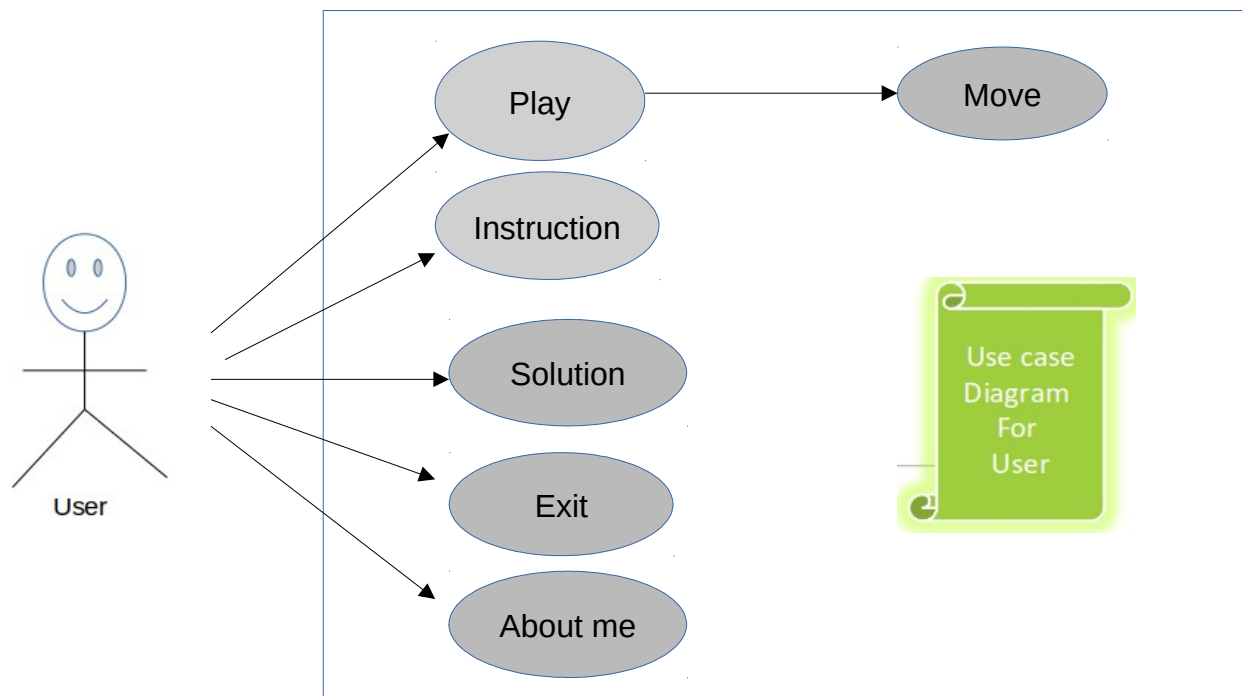 Play
Move
Instruction
Solution
Exit
About me
User
Use case
Diagram
For
User